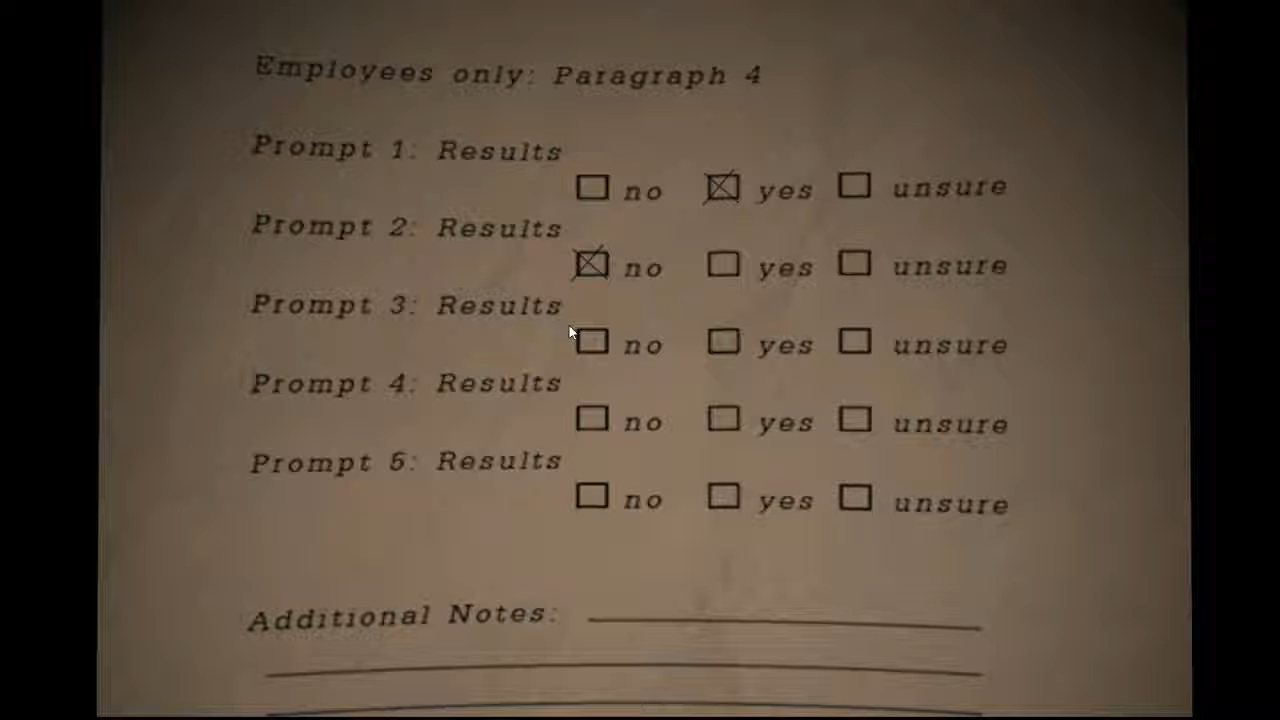 Employees only: Paragraph 4
Prompt 1: Results
no yes unsure
Prompt 2: Results
no yes unsure
Prompt 3: Results
no yes unsure
Prompt 4: Results
no yes unsure
Prompt 5: Results
no yes unsure
Additional Notes: